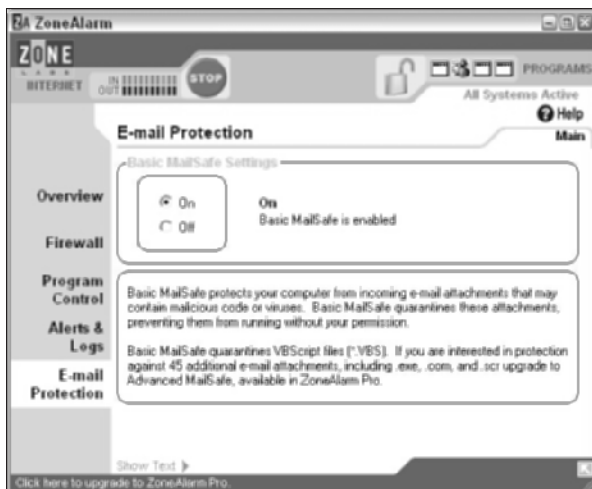 ZA ZoneAlarm
ZONE
LABS
INTERNET
IN
OUT
STOP
PROGRAMS
All Systems Active
Help
E-mail Protection
Main
Basic MailSafe Settings
On
Off
On
Basic MailSafe is enabled
Overview
Firewall
Program
Control
Alerts &
Logs
E-mail
Protection
Basic MailSafe protects your computer from incoming e-mail attachments that may
contain malicious code or viruses. Basic MailSafe quarantines these attachments,
preventing them from running without your permission.
Basic MailSafe quarantines VBScript files (*.VBS). If you are interested in protection
against 45 additional e-mail attachments, including .exe, .com, and .scr upgrade to
Advanced MailSafe, available in ZoneAlarm Pro.
Show Text
Click here to upgrade to ZoneAlarm Pro.